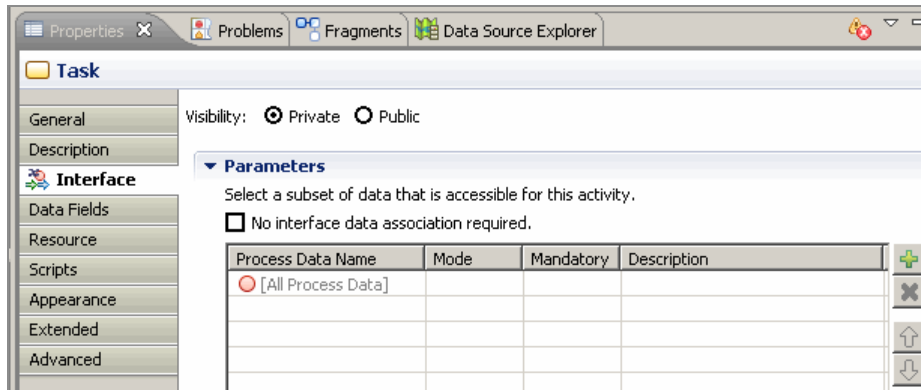 Properties Problems Fragments Data Source Explorer
Task
General
Description
Interface
Data Fields
Resource
Scripts
Appearance
Extended
Advanced
Visibility: Private Public
Parameters
Select a subset of data that is accessible for this activity.
No interface data association required.
Process Data Name Mode Mandatory Description
[All Process Data]